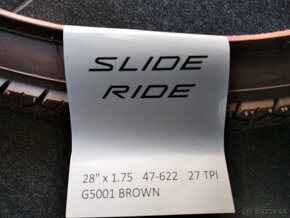 SLIDE
RIDE
28" x 1.75 47-622 27 TPI
G5001 BROWN